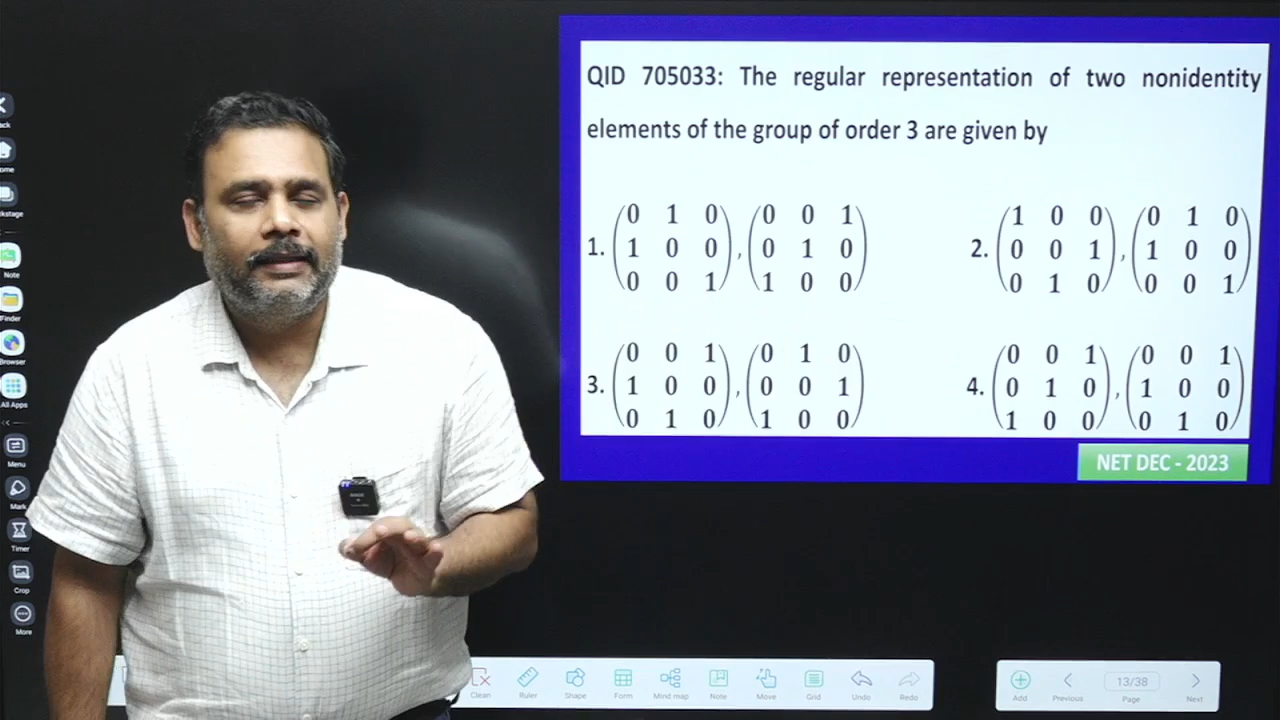 QID 705033: The regular representation of two nonidentity
elements of the group of order 3 are given by
1. (0 1 0
1 0 0
0 0 1), (0 0 1
0 1 0
1 0 0)
2. (1 0 0
0 0 1
0 1 0), (0 1 0
1 0 0
0 0 1)
3. (0 0 1
1 0 0
0 1 0), (0 1 0
0 0 1
1 0 0)
4. (0 0 1
0 1 0
1 0 0), (0 0 1
1 0 0
0 1 0)
NET DEC - 2023
ack
ome
ckstage
Note
Finder
Browser
All Apps
Menu
Mark
Timer
Crop
More
Clean
Ruler
Shape
Form
Mind map
Note
Move
Grid
Undo
Redo
Add
Previous
13/38
Page
Next